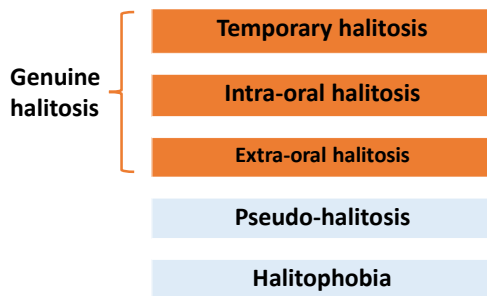 Temporary halitosis
Genuine
halitosis
Intra-oral halitosis
Extra-oral halitosis
Pseudo-halitosis
Halitophobia